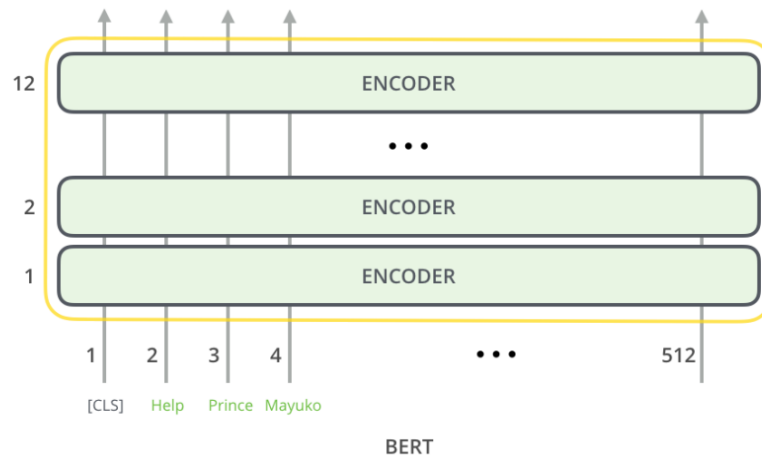 12 ENCODER
...
2 ENCODER
1 ENCODER
1 2 3 4 ... 512
[CLS] Help Prince Mayuko
BERT